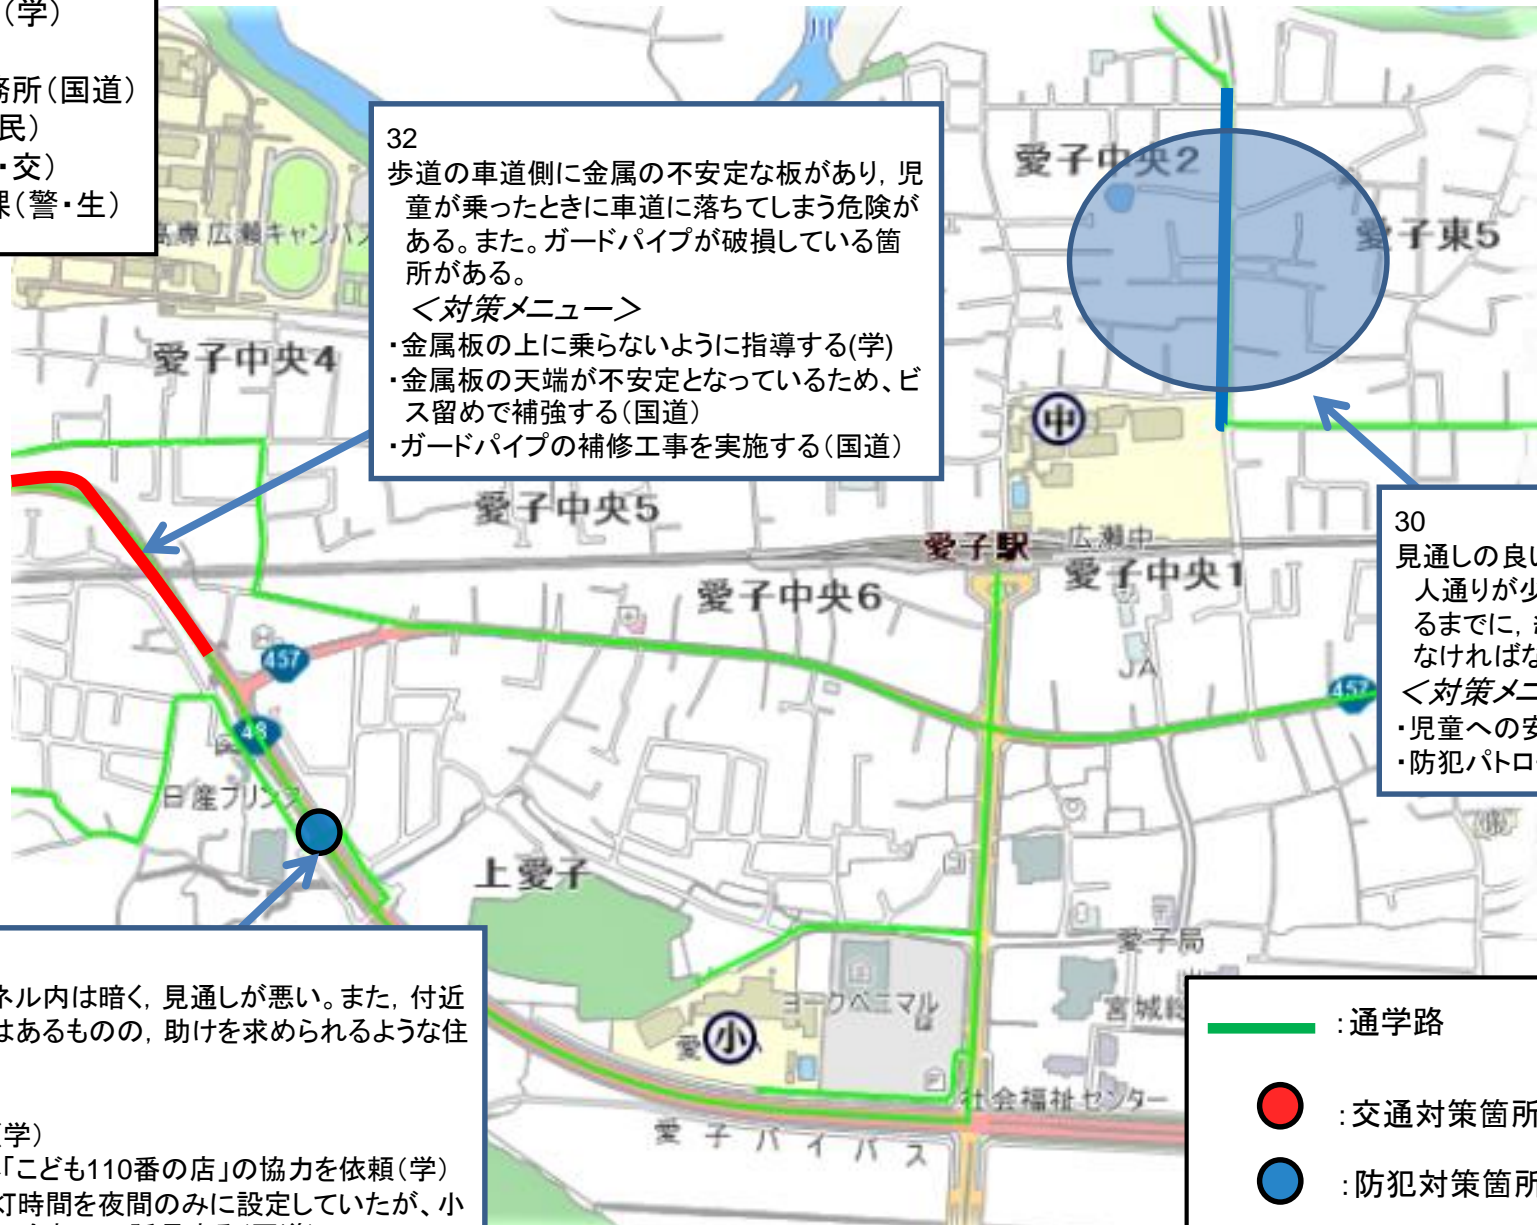 （学）
務所（国道）
民）
・交）
課（警・生）
32
歩道の車道側に金属の不安定な板があり，児
童が乗ったときに車道に落ちてしまう危険が
ある。また。ガードパイプが破損している箇
所がある。
＜対策メニュー＞
・金属板の上に乗らないように指導する(学)
・金属板の天端が不安定となっているため、ビ
ス留めで補強する（国道）
・ガードパイプの補修工事を実施する（国道）
川
愛子中央2
愛子東5
高専広瀬キャンパス
愛子中央4
中
愛子中央5
愛子駅
広瀬中
愛子中央1
愛子中央6
JA
30
見通しの良い
人通りが少
るまでに，
なければな
＜対策メニ
・児童への安
・防犯パトロ
457
457
48
日産プリンス
上愛子
愛子局
ヨークベニマル
宮城総
愛
小
社会福祉センター
愛子バイパス
ネル内は暗く，見通しが悪い。また，付近
はあるものの，助けを求められるような住
（学）
「こども110番の店」の協力を依頼（学）
灯時間を夜間のみに設定していたが、小
：通学路
：交通対策箇所
：防犯対策箇所